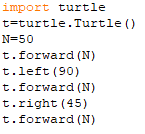 import turtle
t=turtle.Turtle()
N=50
t.forward(N)
t.left(90)
t.forward(N)
t.right(45)
t.forward(N)